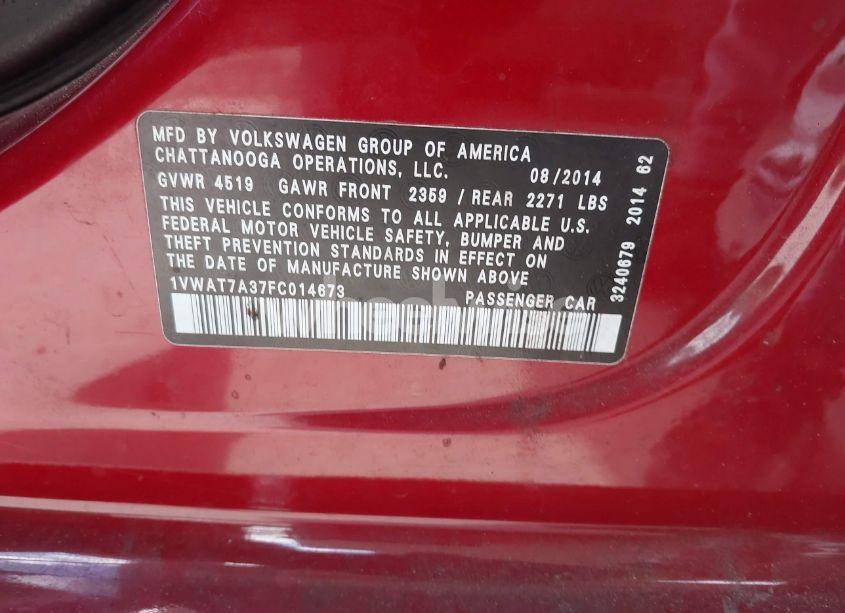 MFD BY VOLKSWAGEN GROUP OF AMERICA
CHATTANOOGA OPERATIONS, LLC. 08/2014
GVWR 4519 GAWR FRONT 2359 / REAR 2271 LBS
THIS VEHICLE CONFORMS TO ALL APPLICABLE U.S.
FEDERAL MOTOR VEHICLE SAFETY, BUMPER AND
THEFT PREVENTION STANDARDS IN EFFECT ON
THE DATE OF MANUFACTURE SHOWN ABOVE
1VWAT7A37FC014673 PASSENGER CAR
3240679 2014 62